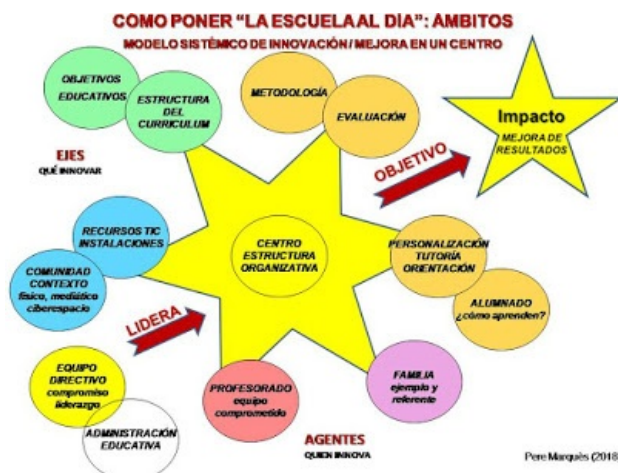 COMO PONER “LA ESCUELA AL DÍA”: AMBITOS
MODELO SISTÉMICO DE INNOVACIÓN / MEJORA EN UN CENTRO
OBJETIVOS
EDUCATIVOS
ESTRUCTURA
DEL
CURRICULUM
METODOLOGÍA
EVALUACIÓN
Impacto
MEJORA DE
RESULTADOS
EJES
QUÉ INNOVAR
OBJETIVO
RECURSOS TIC
INSTALACIONES
CENTRO
ESTRUCTURA
ORGANIZATIVA
PERSONALIZACIÓN
TUTORÍA
ORIENTACIÓN
COMUNIDAD
CONTEXTO
físico, mediático
ciberespacio
ALUMNADO
¿cómo aprenden?
LIDERA
EQUIPO
DIRECTIVO
compromiso
liderazgo
PROFESORADO
equipo
comprometido
FAMILIA
ejemplo y
referente
ADMINISTRACIÓN
EDUCATIVA
AGENTES
QUIEN INNOVA
Pere Marquès (2018